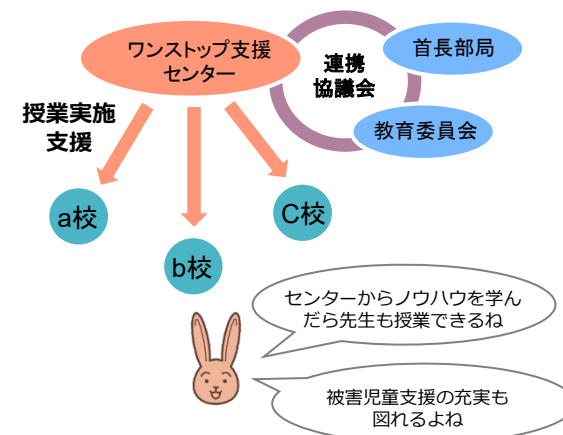 ワンストップ支援
センター
連携
協議会
首長部局
教育委員会
授業実施
支援
a校
b校
C校
センターからノウハウを学ん
だら先生も授業できるね
被害児童支援の充実も
図れるよね